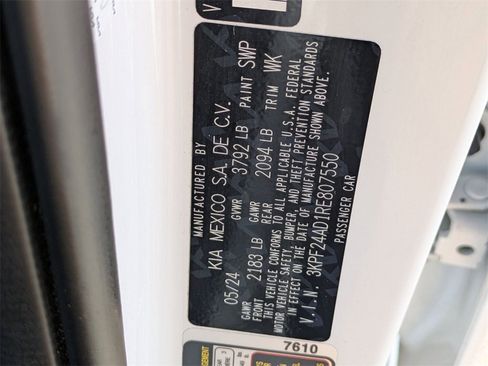 MANUFACTURED BY
KIA MEXICO S.A. DE C.V.
05/24 GVWR 3792 LB PAINT SWP
GAWR FRONT 2183 LB GAWR REAR 2094 LB TRIM WK
THIS VEHICLE CONFORMS TO ALL APPLICABLE U.S.A. FEDERAL
MOTOR VEHICLE SAFETY, BUMPER, AND THEFT PREVENTION STANDARDS
IN EFFECT ON THE DATE OF MANUFACTURE SHOWN ABOVE.
V.I.N. 3KPF24AD1RE807550
PASSENGER CAR
7610
V